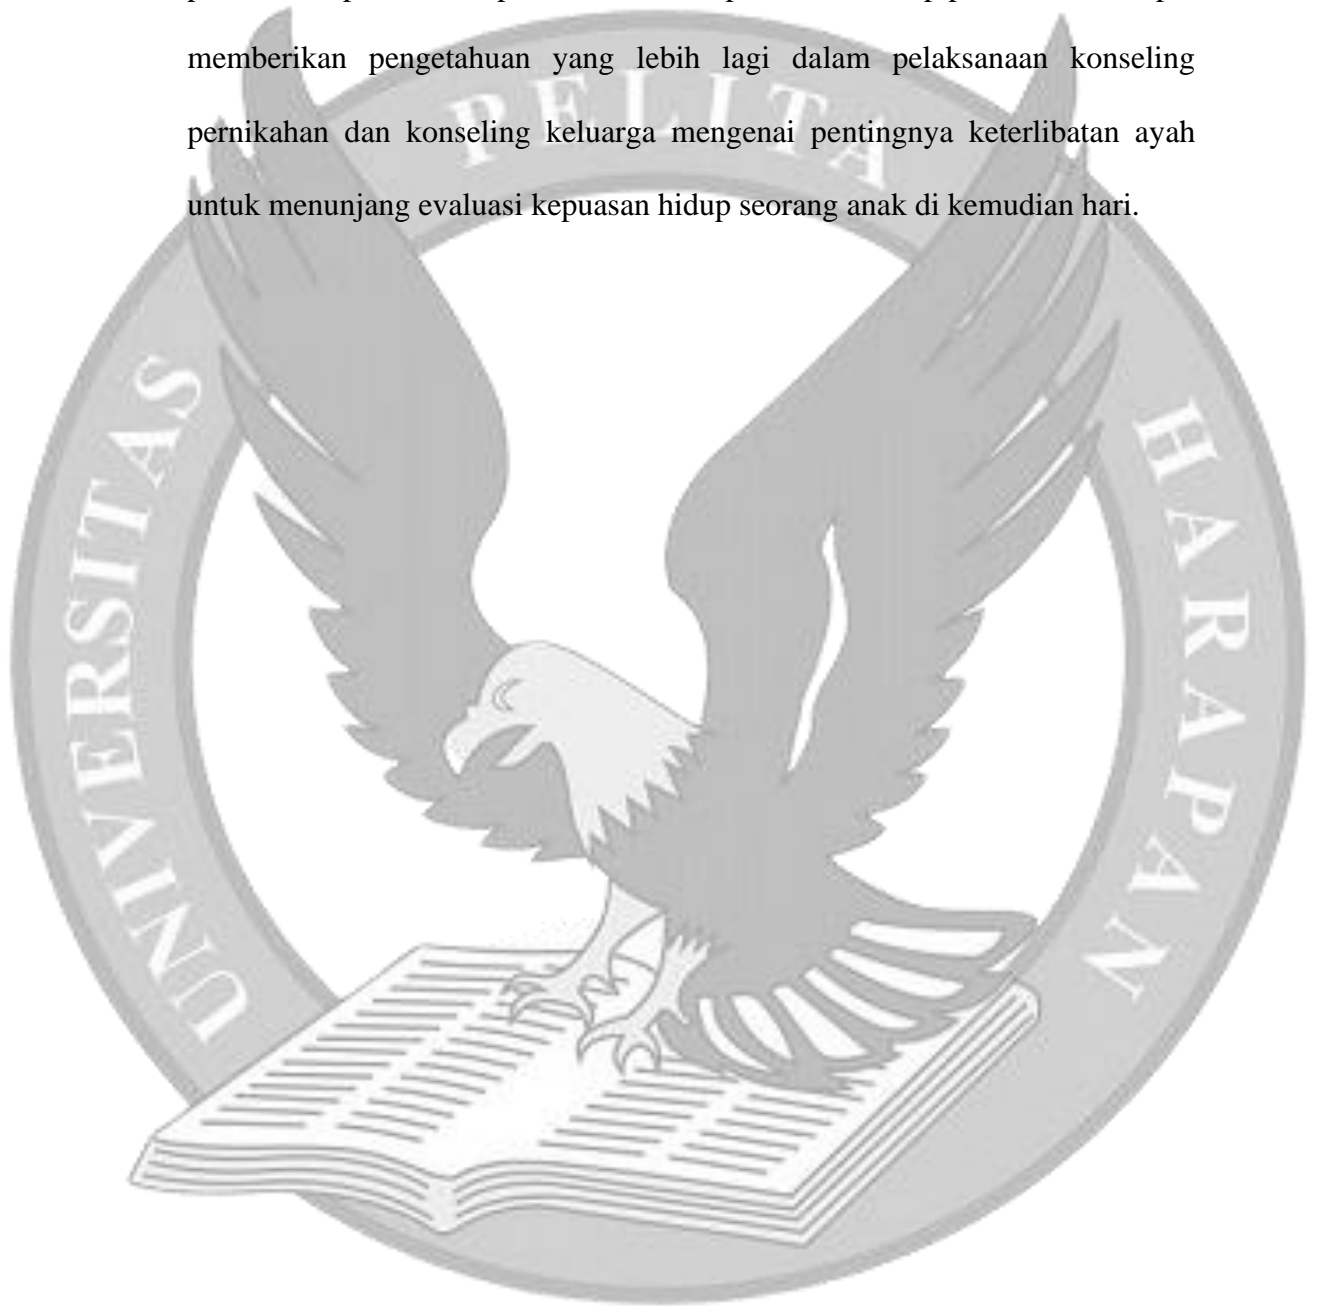 memberikan pengetahuan yang lebih lagi dalam pelaksanaan konseling
pernikahan dan konseling keluarga mengenai pentingnya keterlibatan ayah
untuk menunjang evaluasi kepuasan hidup seorang anak di kemudian hari.
UNIVERSITAS PELITA HARAPAN